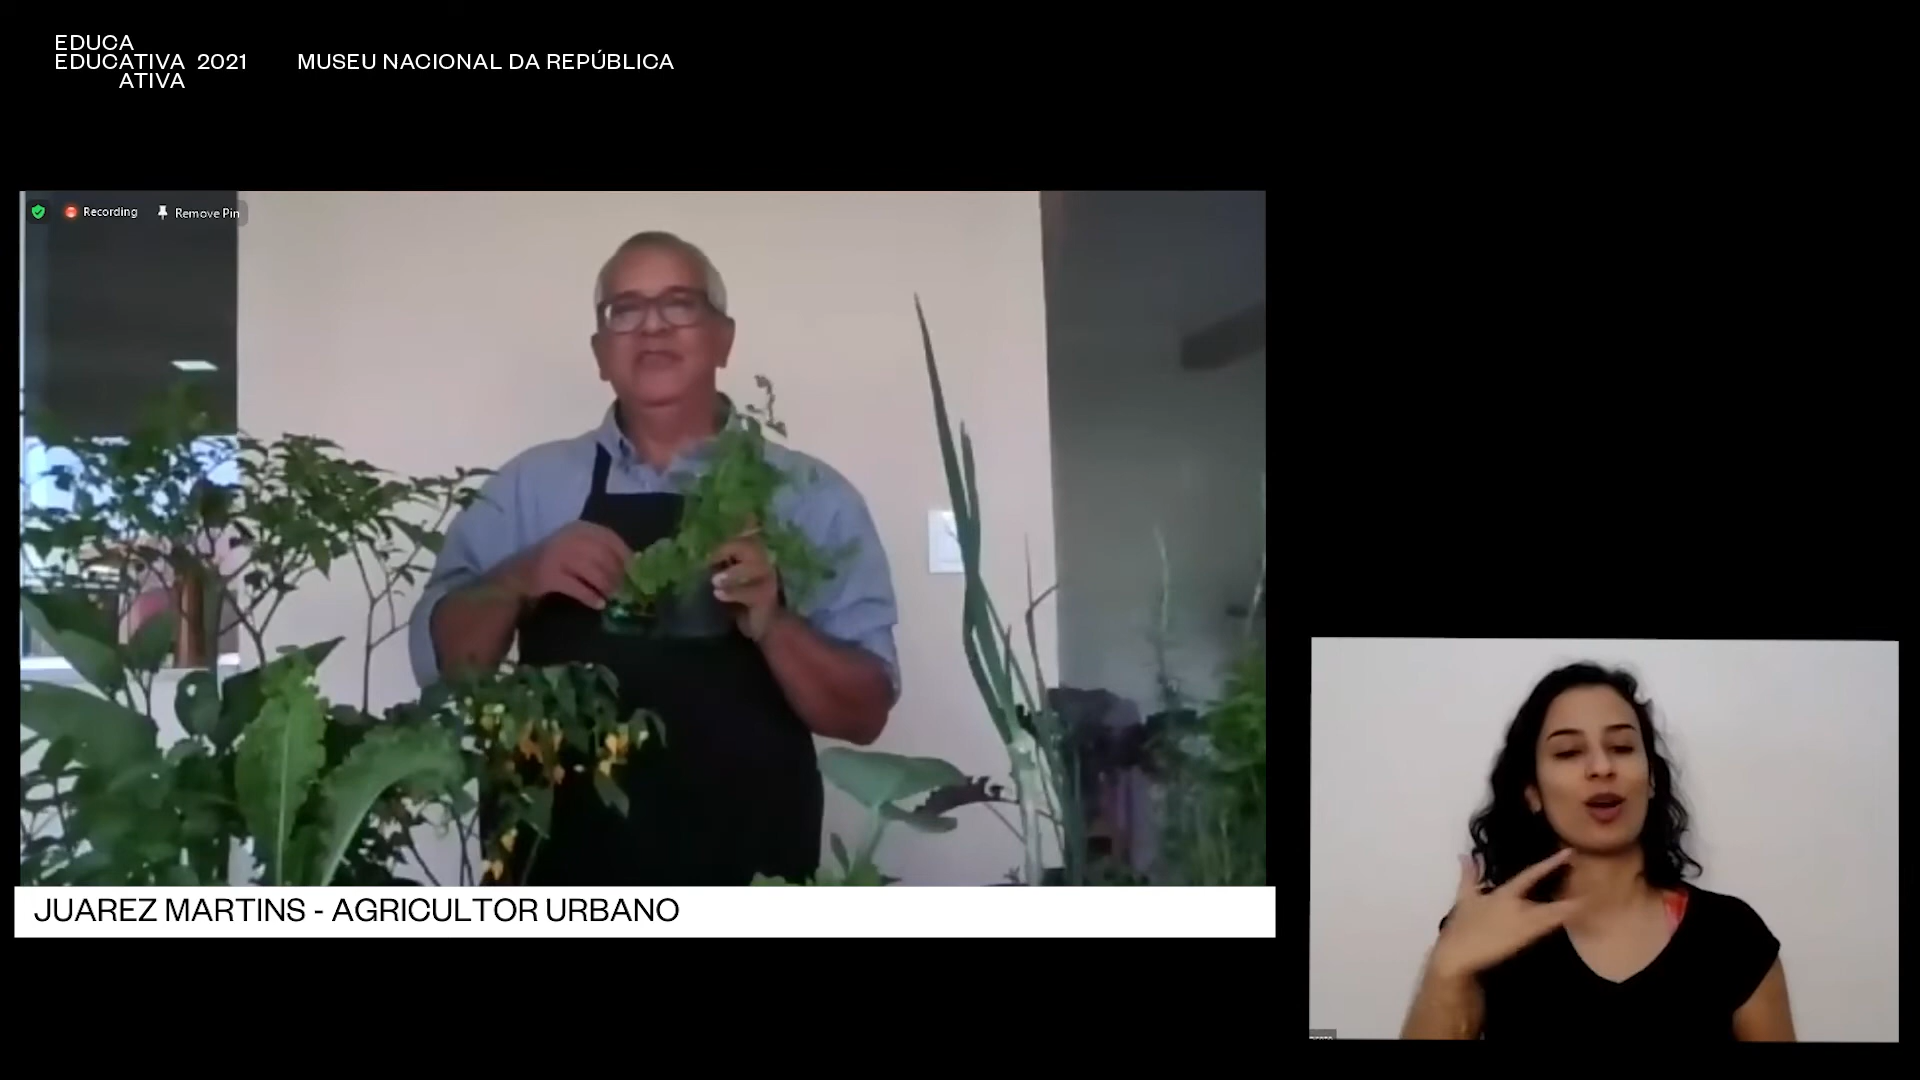 EDUCA
EDUCATIVA 2021
ATIVA
MUSEU NACIONAL DA REPÚBLICA
Recording
Remove Pin
JUAREZ MARTINS - AGRICULTOR URBANO